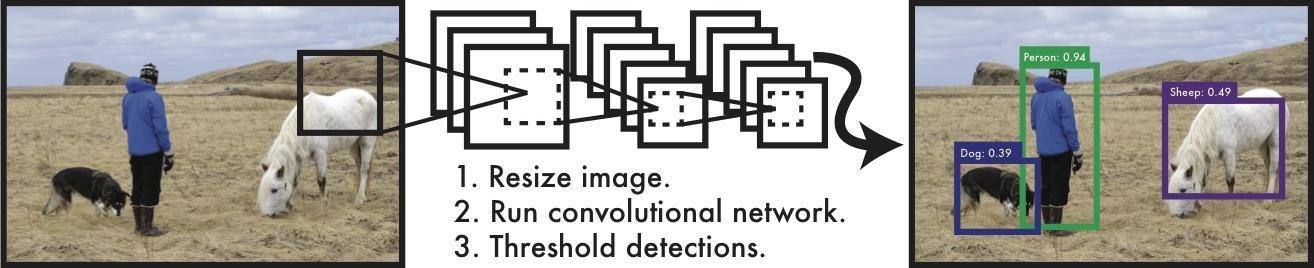 1. Resize image.
2. Run convolutional network.
3. Threshold detections.
Person: 0.94
Sheep: 0.49
Dog: 0.39